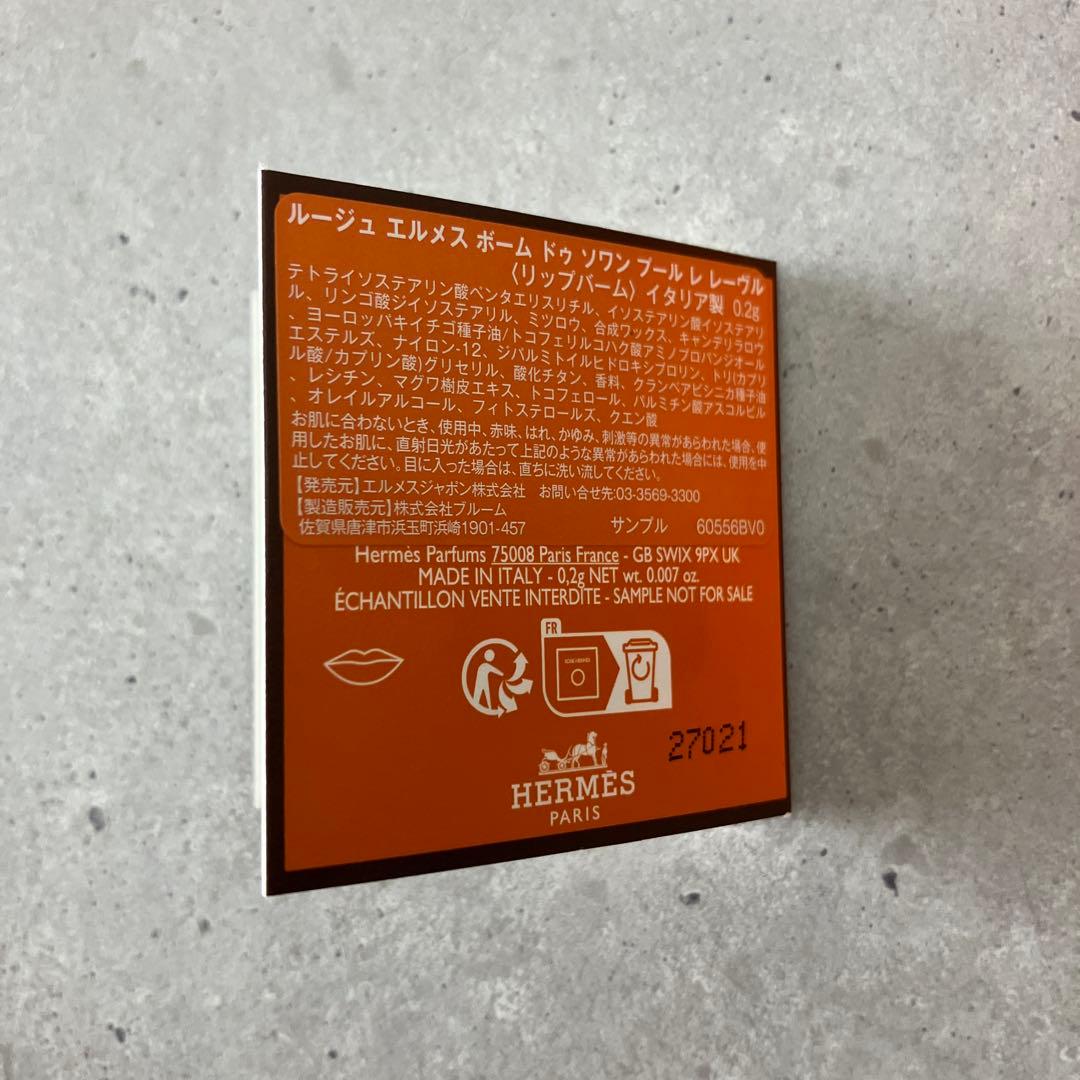 ルージュ エルメス ボーム ドゥ ソワン プール レ レーヴル
〈リップバーム〉 イタリア製 0.2g
テトライソステアリン酸ペンタエリスリチル、イソステアリン酸イソステアリ
ル、リンゴ酸ジイソステアリル、ミツロウ、合成ワックス、キャンデリラロウ
、ヨーロッパキイチゴ種子油/トコフェリルコハク酸アミノプロパンジオール
エステルズ、ナイロン-12、ジパルミトイルヒドロキシプロリン、トリ(カプリ
ル酸/カプリン酸)グリセリル、酸化チタン、香料、クランベアビシニカ種子油
、レシチン、マグワ樹皮エキス、トコフェロール、パルミチン酸アスコルビル
、オレイルアルコール、フィトステロールズ、クエン酸
お肌に合わないとき、使用中、赤味、はれ、かゆみ、刺激等の異常があらわれた場合、使
用したお肌に、直射日光があたって上記のような異常があらわれた場合には、使用を中
止してください。目に入った場合は、直ちに洗い流してください。
【発売元】エルメスジャポン株式会社 お問い合せ先:03-3569-3300
【製造販売元】株式会社ブルーム
佐賀県唐津市浜玉町浜崎1901-457 サンプル 60556BV0
Hermès Parfums 75008 Paris France - GB SW1X 9PX UK
MADE IN ITALY - 0,2g NET wt. 0.007 oz.
ÉCHANTILLON VENTE INTERDITE - SAMPLE NOT FOR SALE
FR
27021
HERMÈS
PARIS